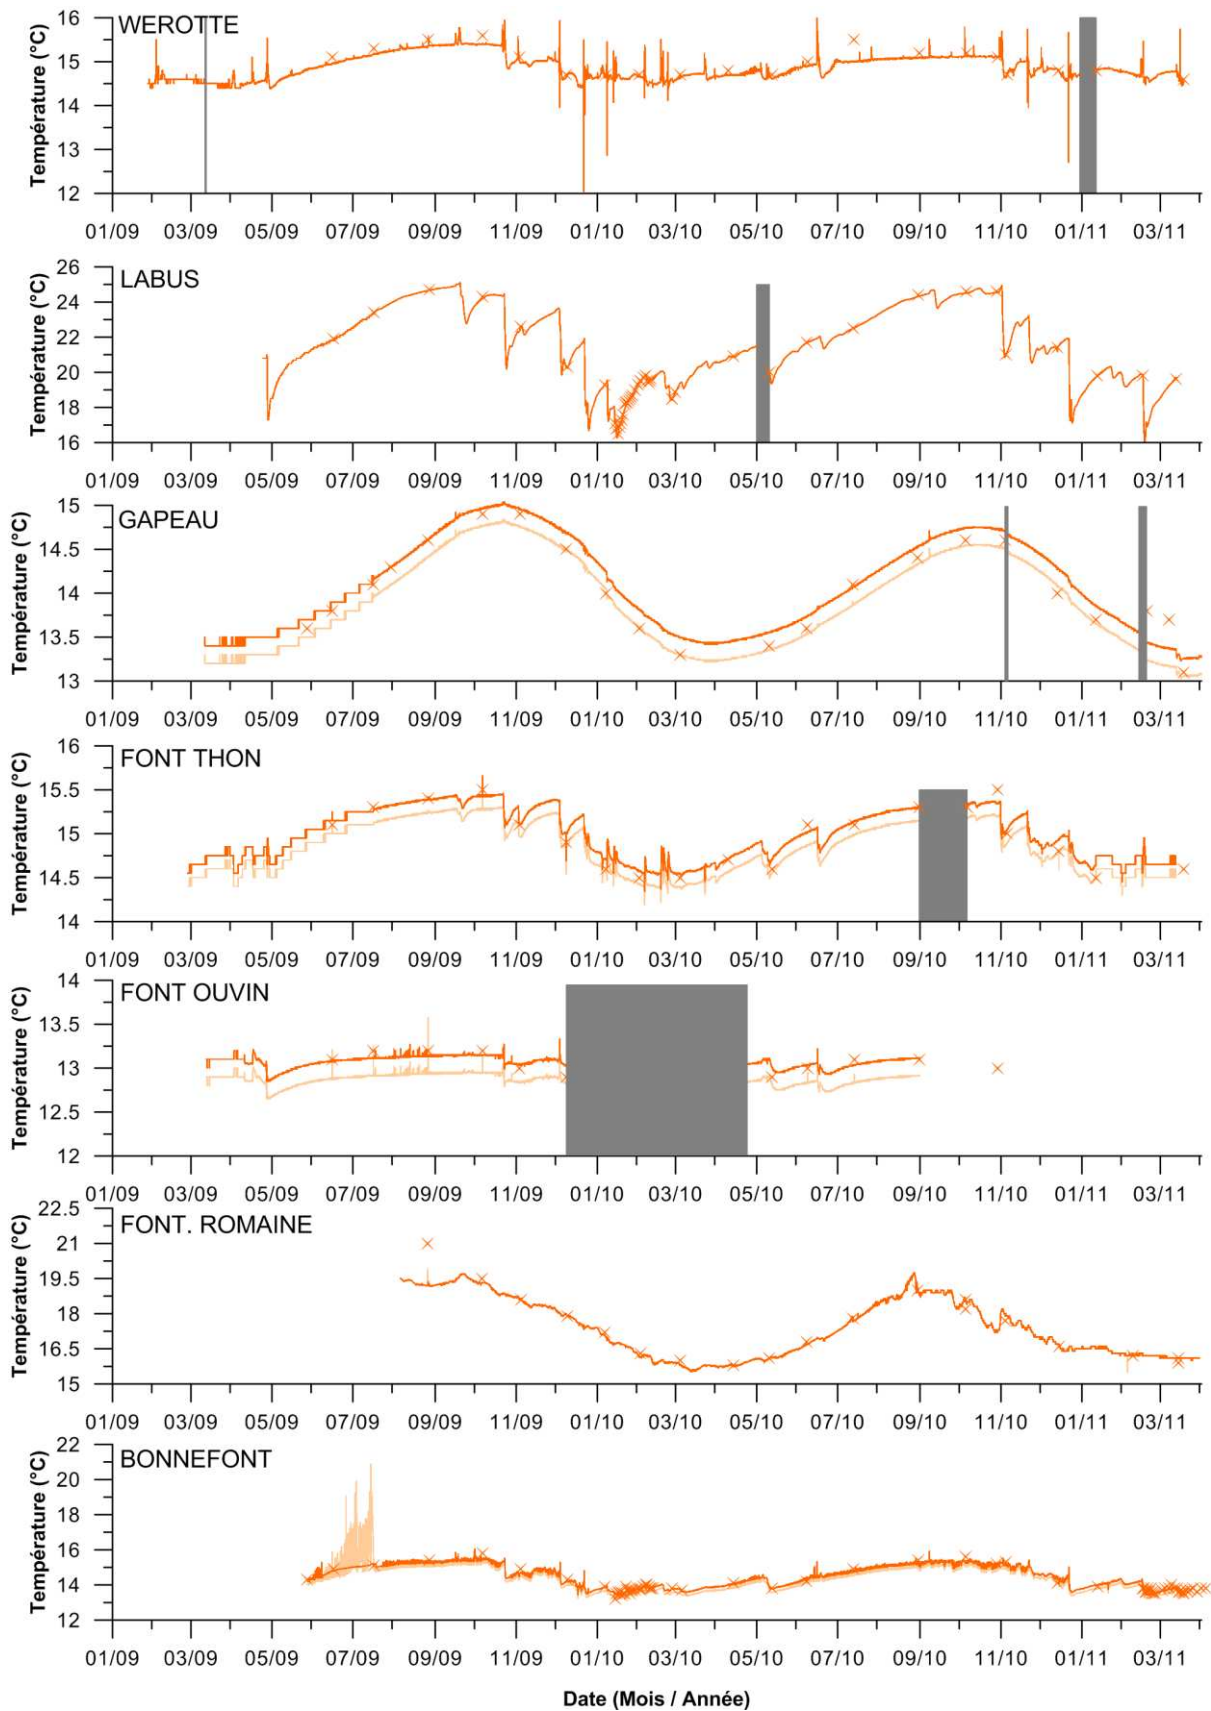 WEROTTE
Température (°C)
16
15
14
13
12
01/09 03/09 05/09 07/09 09/09 11/09 01/10 03/10 05/10 07/10 09/10 11/10 01/11 03/11
LABUS
Température (°C)
26
24
22
20
18
16
01/09 03/09 05/09 07/09 09/09 11/09 01/10 03/10 05/10 07/10 09/10 11/10 01/11 03/11
GAPEAU
Température (°C)
15
14.5
14
13.5
13
01/09 03/09 05/09 07/09 09/09 11/09 01/10 03/10 05/10 07/10 09/10 11/10 01/11 03/11
FONT THON
Température (°C)
16
15.5
15
14.5
14
01/09 03/09 05/09 07/09 09/09 11/09 01/10 03/10 05/10 07/10 09/10 11/10 01/11 03/11
FONT OUVIN
Température (°C)
14
13.5
13
12.5
12
01/09 03/09 05/09 07/09 09/09 11/09 01/10 03/10 05/10 07/10 09/10 11/10 01/11 03/11
FONT. ROMAINE
Température (°C)
22.5
21
19.5
18
16.5
15
01/09 03/09 05/09 07/09 09/09 11/09 01/10 03/10 05/10 07/10 09/10 11/10 01/11 03/11
BONNEFONT
Température (°C)
22
20
18
16
14
12
01/09 03/09 05/09 07/09 09/09 11/09 01/10 03/10 05/10 07/10 09/10 11/10 01/11 03/11
Date (Mois / Année)